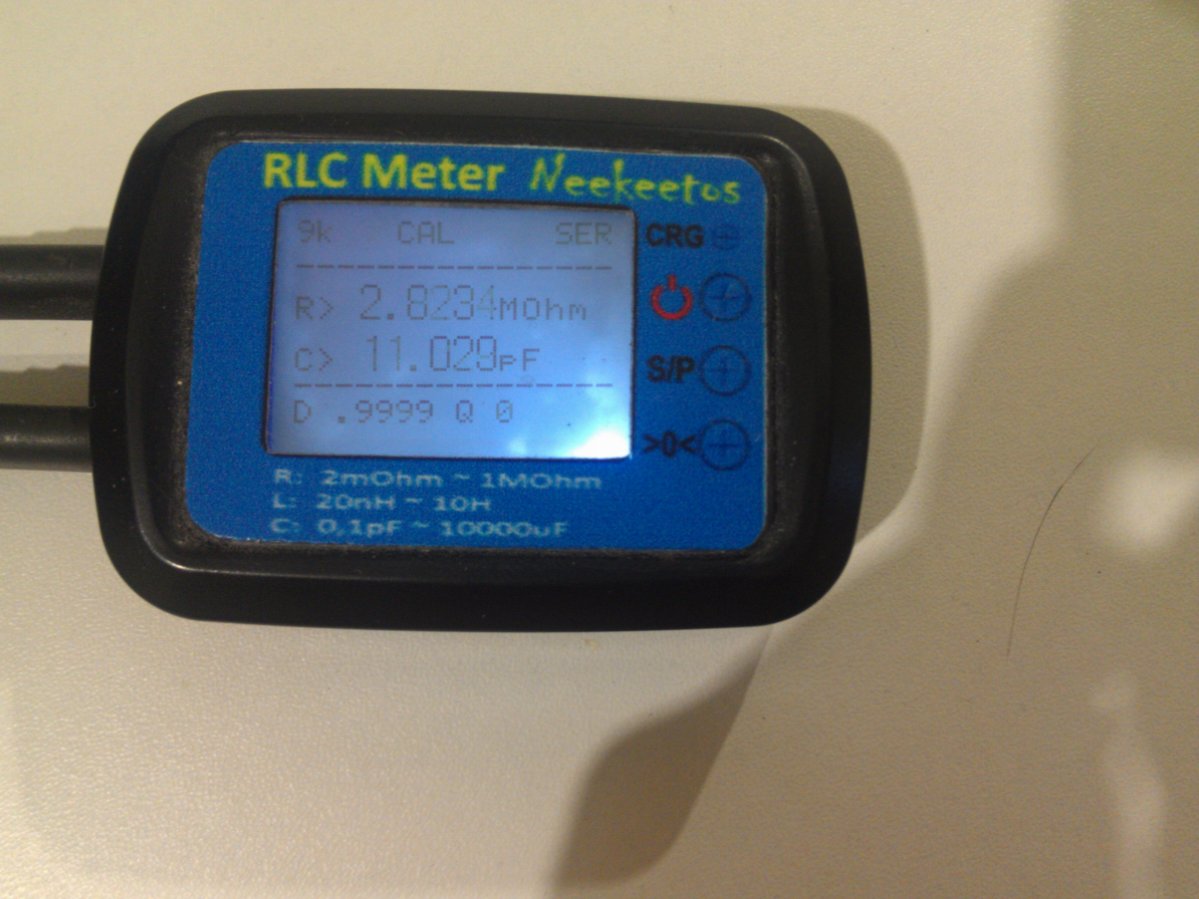 RLC Meter Neekeetos
9k CAL SER
CRG
R> 2.8234MOhm
C> 11.029pF
S/P
D .9999 Q 0
>0<
R: 2mOhm ~ 1MOhm
L: 20nH ~ 10H
C: 0,1pF ~ 10000uF